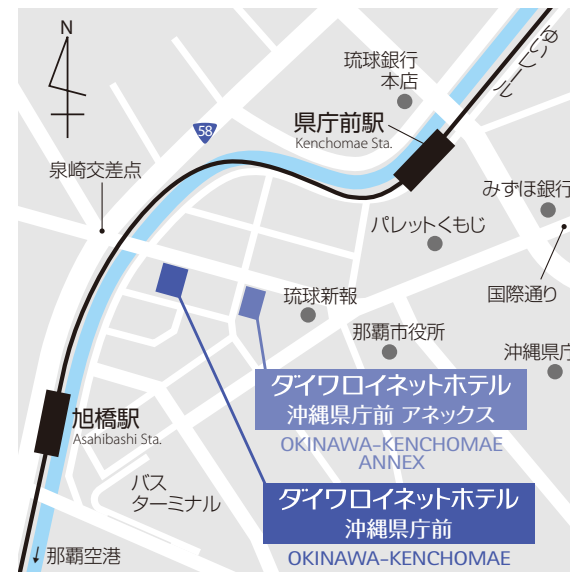 N
琉球銀行
本店
ゆいレール
58
県庁前駅
Kenchomae Sta.
泉崎交差点
みずほ銀行
パレットくもじ
琉球新報
国際通り
那覇市役所
沖縄県庁
ダイワロイネットホテル
沖縄県庁前 アネックス
OKINAWA-KENCHOMAE
ANNEX
旭橋駅
Asahibashi Sta.
バス
ターミナル
ダイワロイネットホテル
沖縄県庁前
OKINAWA-KENCHOMAE
↓那覇空港